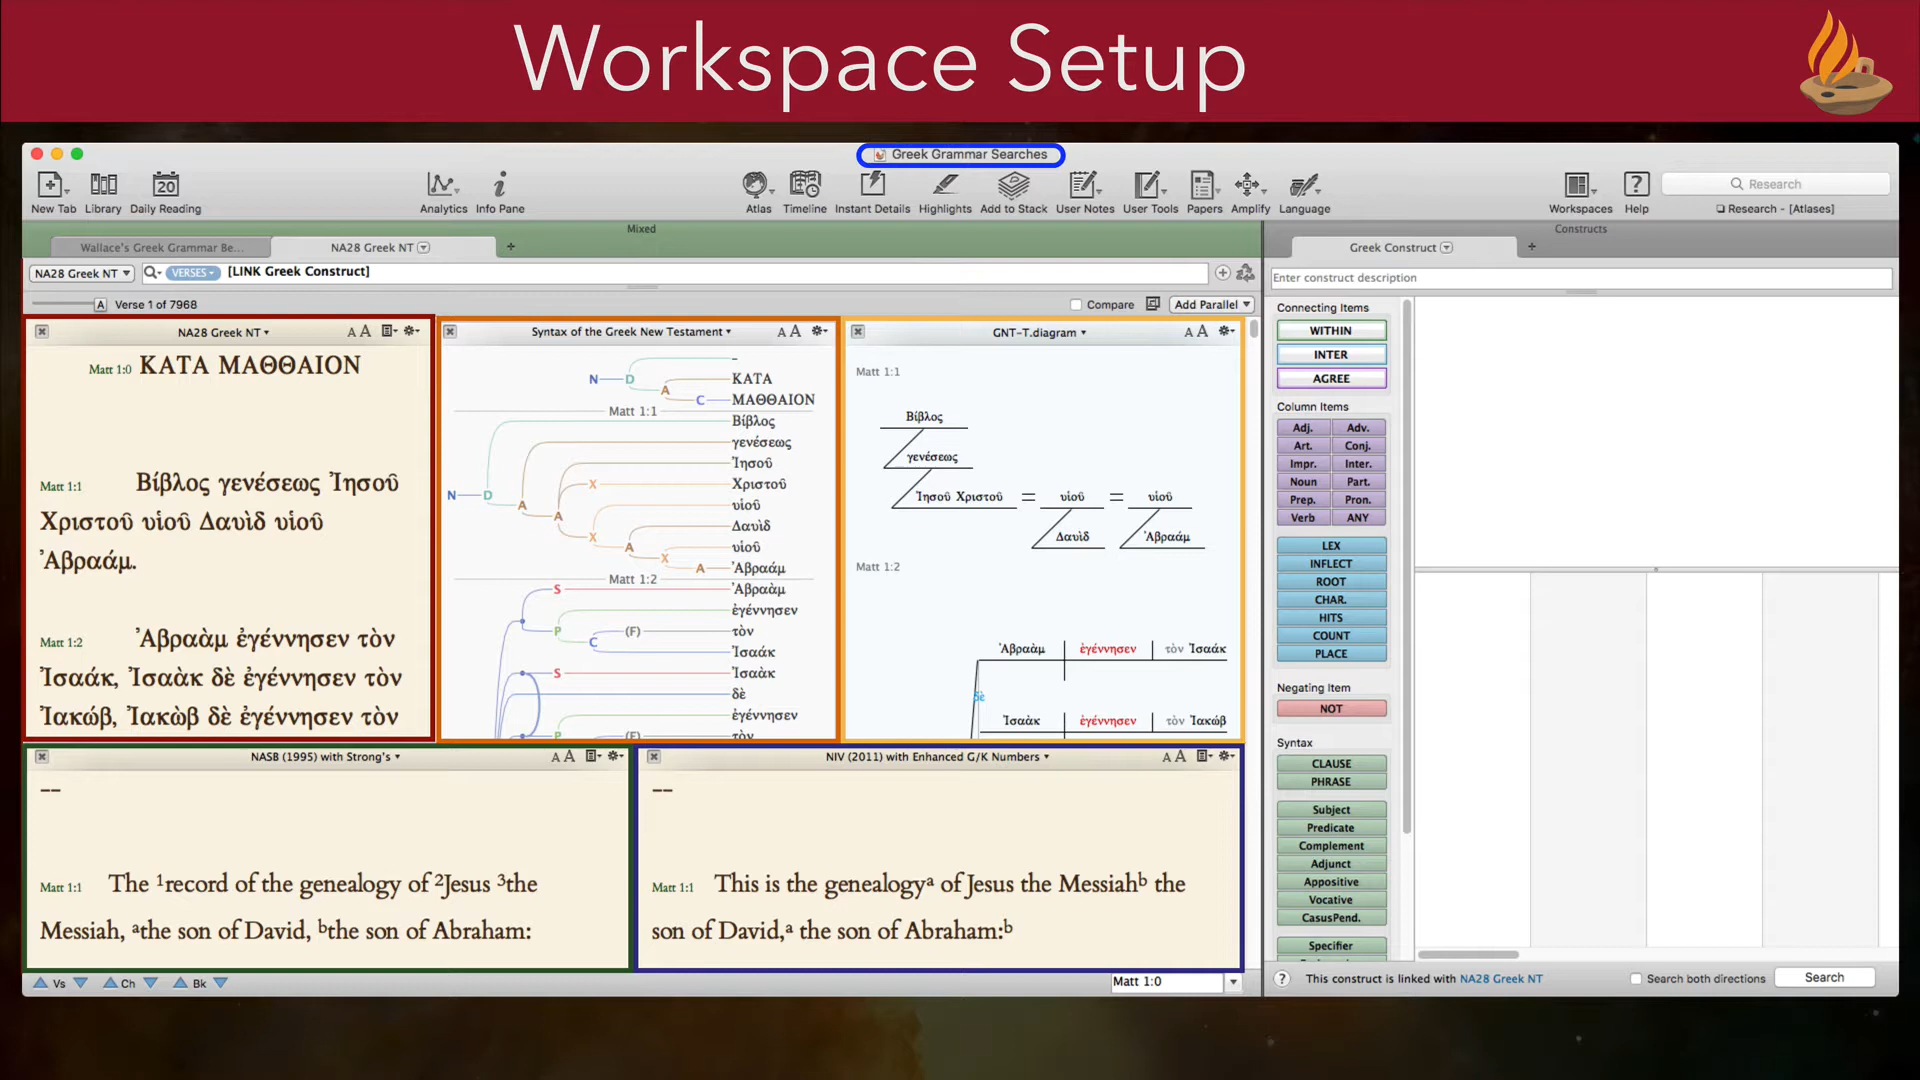 Workspace Setup
Greek Grammar Searches
New Tab Library Daily Reading Analytics Info Pane Atlas Timeline Instant Details Highlights Add to Stack User Notes User Tools Papers Amplify Language Workspaces Help Research
20
Research - [Atlases]
Mixed
Constructs
Wallace's Greek Grammar Be...
NA28 Greek NT
+
Greek Construct
+
NA28 Greek NT
VERSES
[LINK Greek Construct]
Enter construct description
A Verse 1 of 7968
Compare
Add Parallel
NA28 Greek NT
A A
Matt 1:0 ΚΑΤΑ ΜΑΘΘΑΙΟΝ
Matt 1:1 Βίβλος γενέσεως Ἰησοῦ
Χριστοῦ υἱοῦ Δαυὶδ υἱοῦ
Ἀβραάμ.
Matt 1:2 Ἀβραὰμ ἐγέννησεν τὸν
Ἰσαάκ, Ἰσαὰκ δὲ ἐγέννησεν τὸν
Ἰακώβ, Ἰακὼβ δὲ ἐγέννησεν τὸν
Syntax of the Greek New Testament
A A
–
N D ΚΑΤΑ
A
C ΜΑΘΘΑΙΟΝ
Matt 1:1
Βίβλος
γενέσεως
Ἰησοῦ
X Χριστοῦ
N D A A υἱοῦ
Δαυὶδ
X A υἱοῦ
X A Ἀβραάμ
Matt 1:2
S Ἀβραὰμ
ἐγέννησεν
P C (F) τὸν
Ἰσαάκ
S Ἰσαὰκ
δὲ
ἐγέννησεν
P (F) τὸν
GNT-T.diagram
A A
Matt 1:1
Βίβλος
γενέσεως
Ἰησοῦ Χριστοῦ = υἱοῦ = υἱοῦ
Δαυὶδ Ἀβραάμ
Matt 1:2
Ἀβραὰμ ἐγέννησεν τὸν Ἰσαάκ
δὲ
Ἰσαὰκ ἐγέννησεν τὸν Ἰακώβ
NASB (1995) with Strong's
A A
––
Matt 1:1 The ¹record of the genealogy of ²Jesus ³the
Messiah, ᵃthe son of David, ᵇthe son of Abraham:
NIV (2011) with Enhanced G/K Numbers
A A
––
Matt 1:1 This is the genealogyᵃ of Jesus the Messiahᵇ the
son of David,ᵃ the son of Abraham:ᵇ
Vs Ch Bk
Matt 1:0
Connecting Items
WITHIN
INTER
AGREE
Column Items
Adj. Adv.
Art. Conj.
Impr. Inter.
Noun Part.
Prep. Pron.
Verb ANY
LEX
INFLECT
ROOT
CHAR.
HITS
COUNT
PLACE
Negating Item
NOT
Syntax
CLAUSE
PHRASE
Subject
Predicate
Complement
Adjunct
Appositive
Vocative
CasusPend.
Specifier
? This construct is linked with NA28 Greek NT
Search both directions
Search